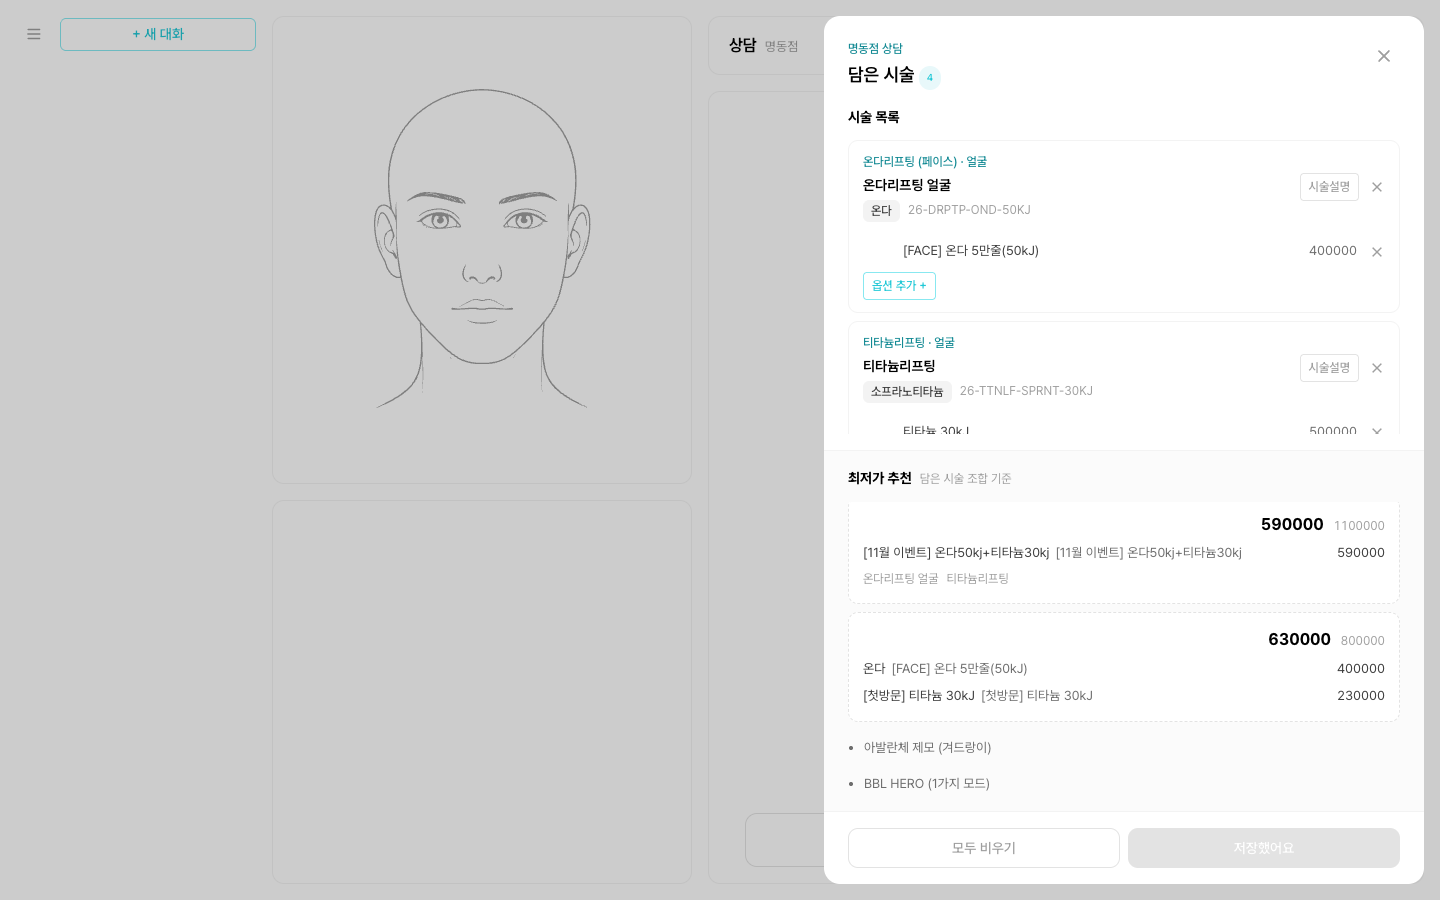 + 새 대화
상담 명동점
명동점 상담
담은 시술 4
시술 목록
온다리프팅 (페이스) · 얼굴
온다리프팅 얼굴
시술설명
온다 26-DRPTP-OND-50KJ
[FACE] 온다 5만줄(50kJ) 400000
옵션 추가 +
티타늄리프팅 · 얼굴
티타늄리프팅
시술설명
소프라노티타늄 26-TTNLF-SPRNT-30KJ
티타늄 30kJ 500000
최저가 추천 담은 시술 조합 기준
590000 1100000
[11월 이벤트] 온다50kj+티타늄30kj [11월 이벤트] 온다50kj+티타늄30kj 590000
온다리프팅 얼굴 티타늄리프팅
630000 800000
온다 [FACE] 온다 5만줄(50kJ) 400000
[첫방문] 티타늄 30kJ [첫방문] 티타늄 30kJ 230000
• 아발란체 제모 (겨드랑이)
• BBL HERO (1가지 모드)
모두 비우기
저장했어요